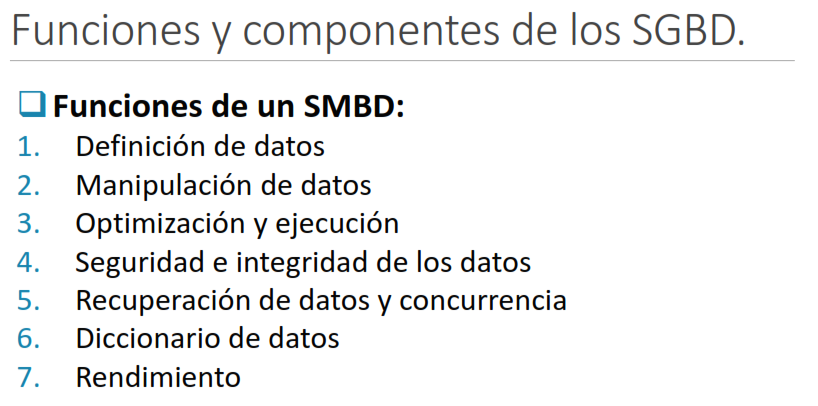 Funciones y componentes de los SGBD.
Funciones de un SMBD:
1. Definición de datos
2. Manipulación de datos
3. Optimización y ejecución
4. Seguridad e integridad de los datos
5. Recuperación de datos y concurrencia
6. Diccionario de datos
7. Rendimiento